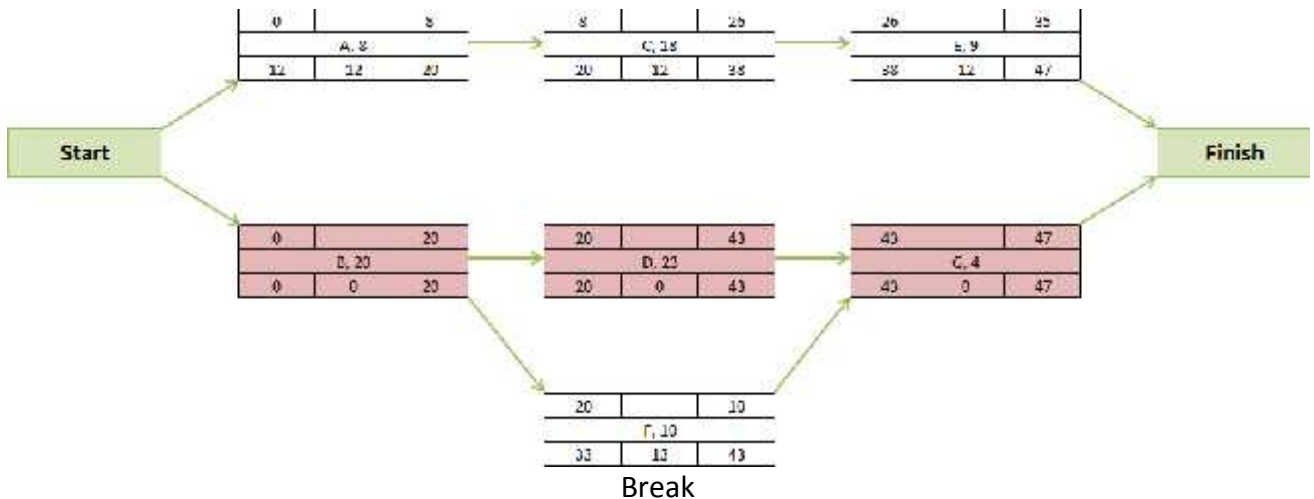 0 8
A, 8
12 12 20
8 26
C, 18
20 12 38
26 35
E, 9
38 12 47
Start
Finish
0 20
B, 20
0 0 20
20 43
D, 23
20 0 43
43 47
G, 4
43 0 47
20
F, 10
33 13 43
Break